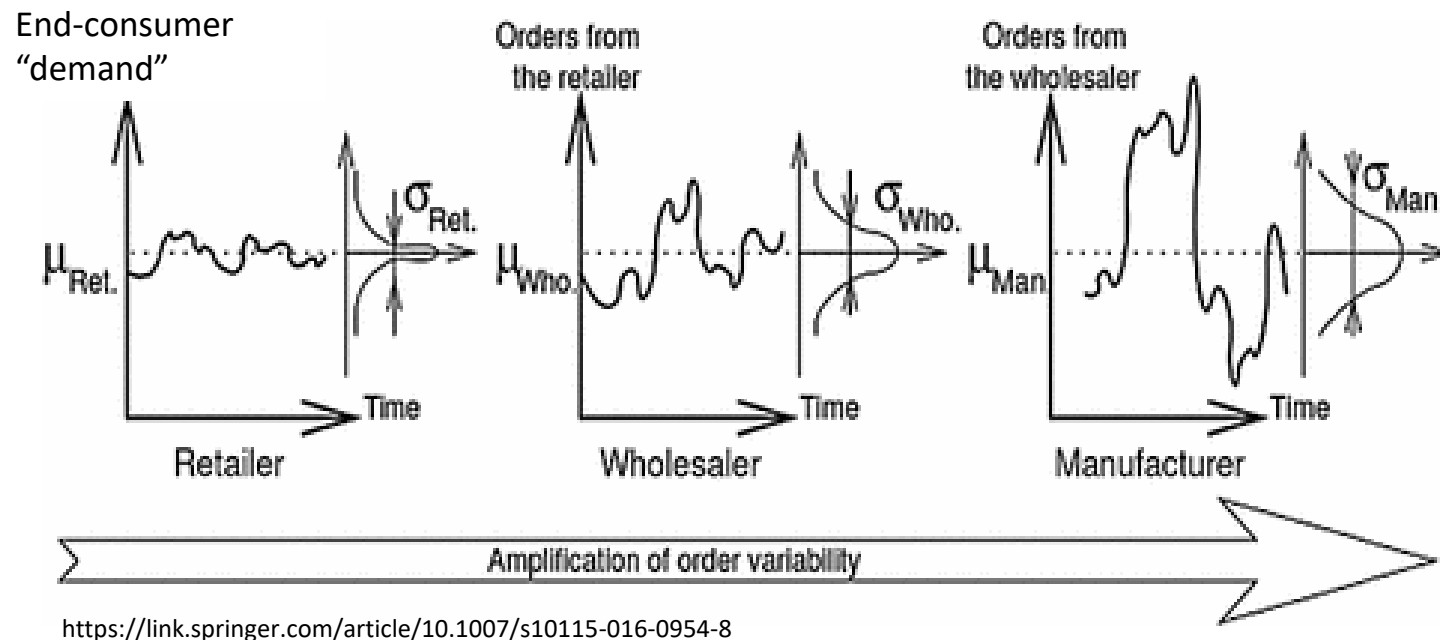 End-consumer
“demand”
Orders from
the retailer
Orders from
the wholesaler
μRet.
σRet.
μWho.
σWho.
μMan.
σMan.
Time
Time
Time
Retailer
Wholesaler
Manufacturer
Amplification of order variability
https://link.springer.com/article/10.1007/s10115-016-0954-8